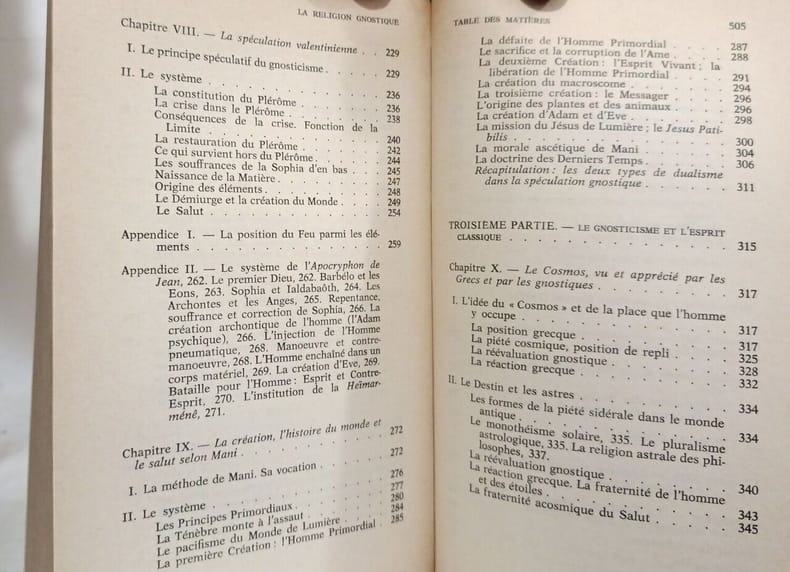 LA RELIGION GNOSTIQUE
Chapitre VIII. — La spéculation valentinienne . . 229
I. Le principe spéculatif du gnosticisme . . . . . 229
II. Le système . . . . . . . . . . . . . . 236
La constitution du Plérôme . . . . . . . . 236
La crise dans le Plérôme . . . . . . . . . 238
Conséquences de la crise. Fonction de la
Limite . . . . . . . . . . . . . . 240
La restauration du Plérôme . . . . . . . . 242
Ce qui survient hors du Plérôme . . . . . . 244
Les souffrances de la Sophia d'en bas . . . . 245
Naissance de la Matière . . . . . . . . . 247
Origine des éléments . . . . . . . . . . 248
Le Démiurge et la création du Monde . . . . 249
Le Salut . . . . . . . . . . . . . . 254
Appendice I. — La position du Feu parmi les élé-
ments . . . . . . . . . . . . . . . 259
Appendice II. — Le système de l'Apocryphon de
Jean, 262. Le premier Dieu, 262. Barbélo et les
Eons, 263. Sophia et Ialdabaôth, 264. Les
Archontes et les Anges, 265. Repentance,
souffrance et correction de Sophia, 266. La
création archontique de l'homme (l'Adam
psychique), 266. L'injection de l'Homme
pneumatique, 268. Manoeuvre et contre-
manoeuvre, 268. L'Homme enchaîné dans un
corps matériel, 269. La création d'Eve, 269.
Bataille pour l'Homme : Esprit et Contre-
Esprit, 270. L'institution de la Heimar-
méné, 271.
Chapitre IX. — La création, l'histoire du monde et
le salut selon Mani . . . . . . . . . . . 272
I. La méthode de Mani. Sa vocation . . . . . . 272
II. Le système . . . . . . . . . . . . . . 276
Les Principes Primordiaux . . . . . . . . 277
La Ténèbre monte à l'assaut . . . . . . . 280
Le pacifisme du Monde de Lumière . . . . . 284
La première Création : l'Homme Primordial . . 285
TABLE DES MATIÈRES 505
La défaite de l'Homme Primordial . . . . . 287
Le sacrifice et la corruption de l'Ame . . . . 288
La deuxième Création : l'Esprit Vivant ; la
libération de l'Homme Primordial . . . . . 291
La création du macroscome . . . . . . . . 294
La troisième création : le Messager . . . . . 296
L'origine des plantes et des animaux . . . . 296
La création d'Adam et d'Eve . . . . . . . 298
La mission du Jésus de Lumière ; le Jesus Pati-
bilis . . . . . . . . . . . . . . . 300
La morale ascétique de Mani . . . . . . . 304
La doctrine des Derniers Temps . . . . . . 306
Récapitulation : les deux types de dualisme
dans la spéculation gnostique . . . . . . . 311
TROISIEME PARTIE. — LE GNOSTICISME ET L'ESPRIT
CLASSIQUE . . . . . . . . . . . . . . 315
Chapitre X. — Le Cosmos, vu et apprécié par les
Grecs et par les gnostiques . . . . . . . . 317
I. L'idée du « Cosmos » et de la place que l'homme
y occupe . . . . . . . . . . . . . . 317
La position grecque . . . . . . . . . . 317
La piété cosmique, position de repli . . . . . 325
La réévaluation gnostique . . . . . . . . 328
La réaction grecque . . . . . . . . . . 332
II. Le Destin et les astres . . . . . . . . . . 334
Les formes de la piété sidérale dans le monde
antique . . . . . . . . . . . . . . 334
Le monothéisme solaire, 335. Le pluralisme
astrologique, 335. La religion astrale des phi-
losophes, 337.
La réévaluation gnostique . . . . . . . . 340
La réaction grecque. La fraternité de l'homme
et des étoiles . . . . . . . . . . . . 343
La fraternité acosmique du Salut . . . . . . 345